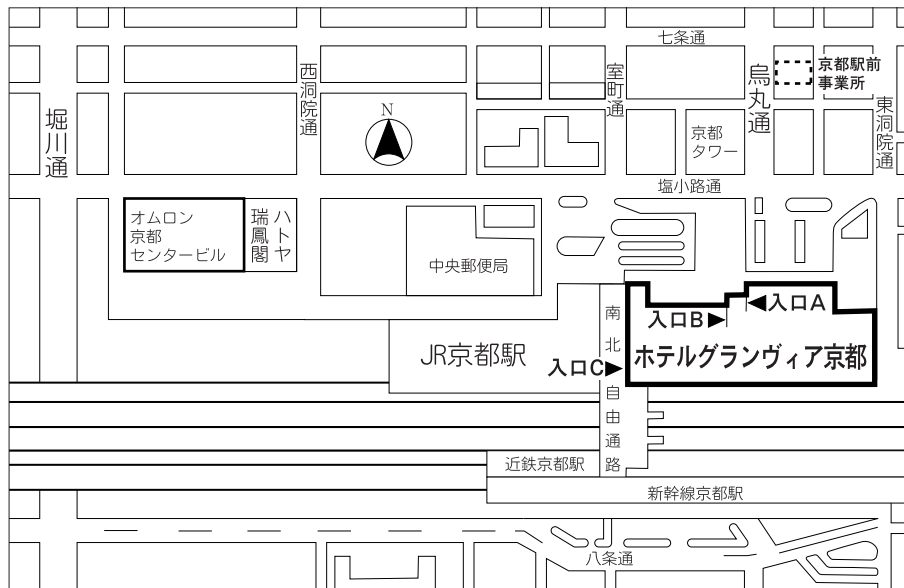 七条通
西洞院通
室町通
烏丸通
京都駅前
事業所
堀川通
N
京都
タワー
東洞院通
塩小路通
オムロン
京都
センタービル
ハトヤ
瑞鳳閣
中央郵便局
入口A
入口B
南北自由通路
JR京都駅
ホテルグランヴィア京都
入口C
近鉄京都駅
新幹線京都駅
八条通